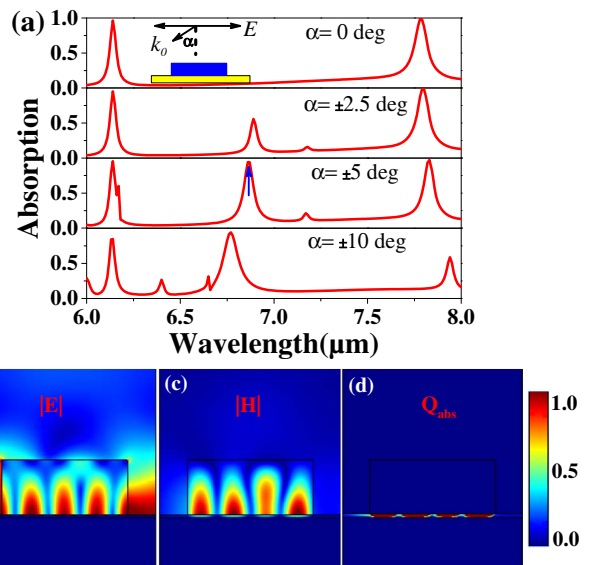 (a)
1.0
0.5
0.0
0.5
0.0
0.5
0.0
0.5
0.0
Absorption
k0
α
E
α= 0 deg
α= ±2.5 deg
α= ±5 deg
α= ±10 deg
6.0 6.5 7.0 7.5 8.0
Wavelength(μm)
|E|
(c)
|H|
(d)
Qabs
1.0
0.5
0.0